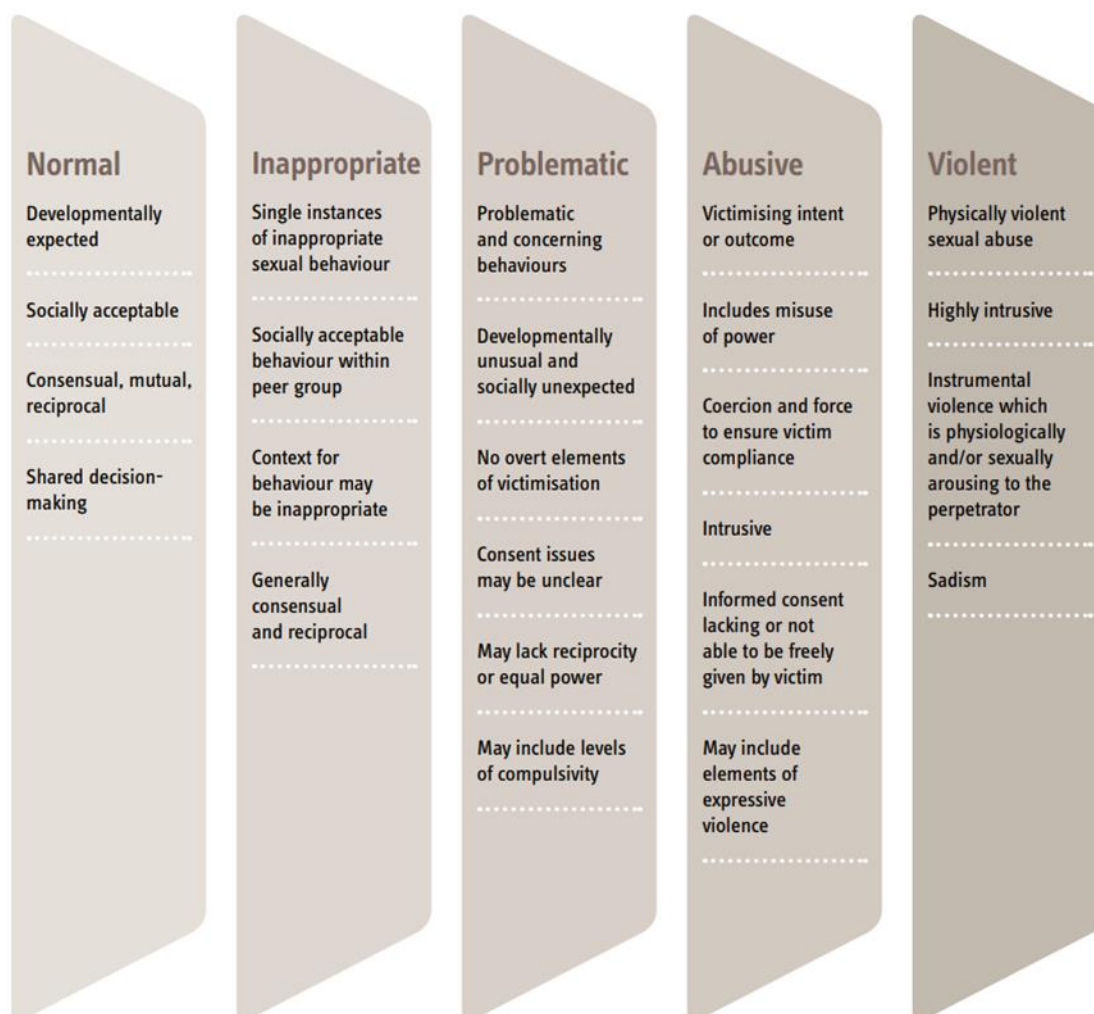 Normal
Developmentally
expected
Socially acceptable
Consensual, mutual,
reciprocal
Shared decision-
making
Inappropriate
Single instances
of inappropriate
sexual behaviour
Socially acceptable
behaviour within
peer group
Context for
behaviour may
be inappropriate
Generally
consensual
and reciprocal
Problematic
Problematic
and concerning
behaviours
Developmentally
unusual and
socially unexpected
No overt elements
of victimisation
Consent issues
may be unclear
May lack reciprocity
or equal power
May include levels
of compulsivity
Abusive
Victimising intent
or outcome
Includes misuse
of power
Coercion and force
to ensure victim
compliance
Intrusive
Informed consent
lacking or not
able to be freely
given by victim
May include
elements of
expressive
violence
Violent
Physically violent
sexual abuse
Highly intrusive
Instrumental
violence which
is physiologically
and/or sexually
arousing to the
perpetrator
Sadism